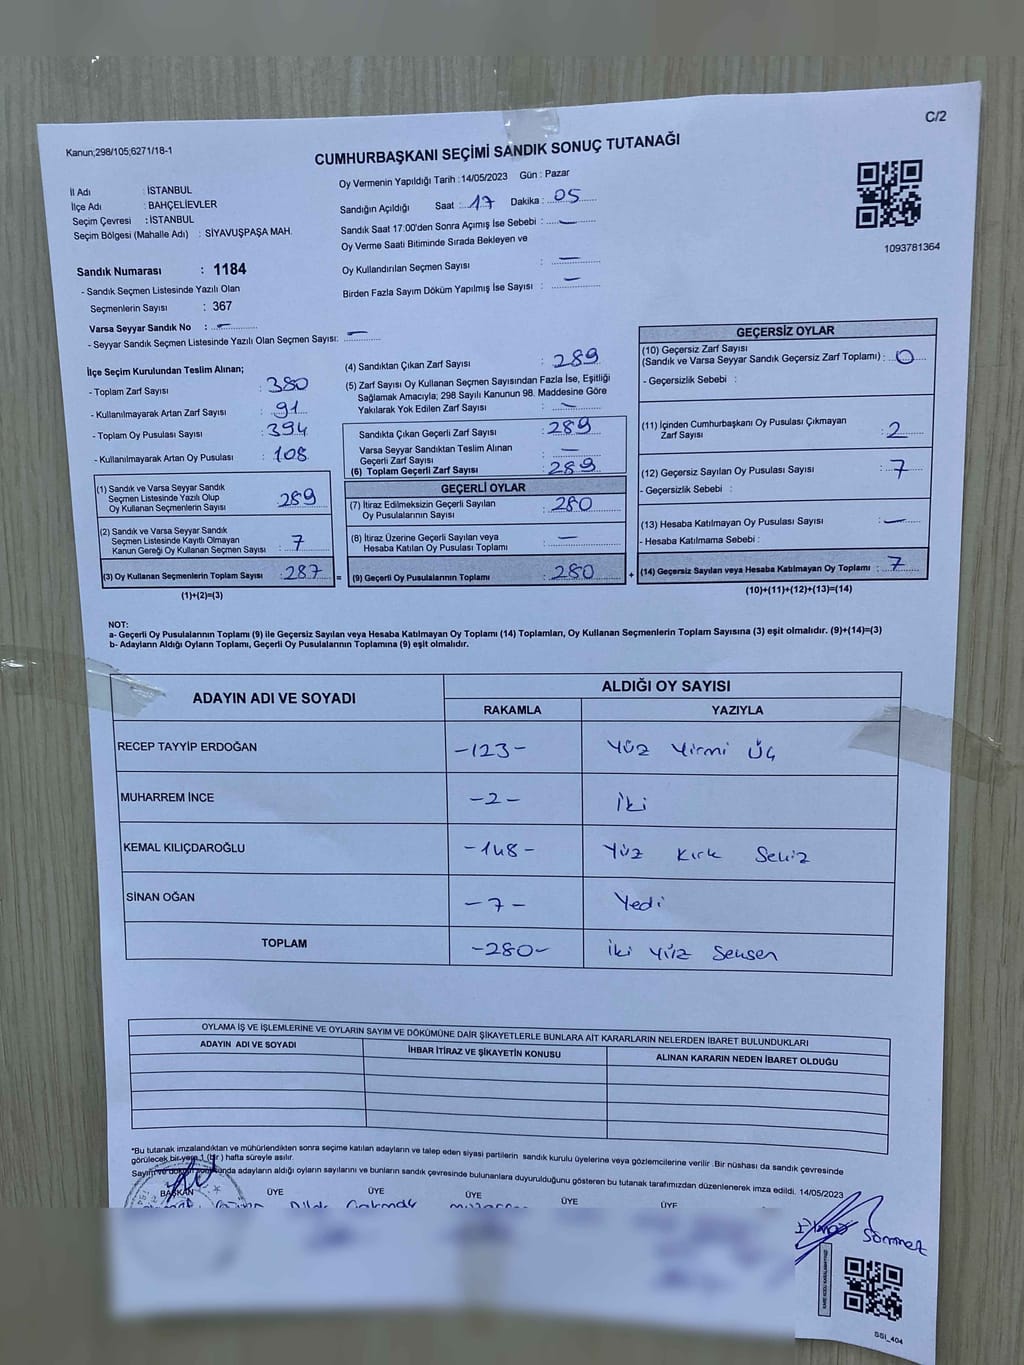 C/2
Kanun;298/105;6271/18-1
CUMHURBAŞKANI SEÇİMİ SANDIK SONUÇ TUTANAĞI
İl Adı : İSTANBUL
İlçe Adı : BAHÇELİEVLER
Seçim Çevresi : İSTANBUL
Seçim Bölgesi (Mahalle Adı) : SİYAVUŞPAŞA MAH.
Oy Vermenin Yapıldığı Tarih :14/05/2023 Gün : Pazar
Sandığın Açıldığı Saat : 17 Dakika : 05
Sandık Saat 17:00'den Sonra Açımış İse Sebebi : —
Oy Verme Saati Bitiminde Sırada Bekleyen ve
Oy Kullandırılan Seçmen Sayısı : —
Birden Fazla Sayım Döküm Yapılmış İse Sayısı : —
1093781364
Sandık Numarası : 1184
- Sandık Seçmen Listesinde Yazılı Olan
Seçmenlerin Sayısı : 367
Varsa Seyyar Sandık No : —
- Seyyar Sandık Seçmen Listesinde Yazılı Olan Seçmen Sayısı: —
İlçe Seçim Kurulundan Teslim Alınan;
- Toplam Zarf Sayısı : 380
- Kullanılmayarak Artan Zarf Sayısı : 91
- Toplam Oy Pusulası Sayısı : 394
- Kullanılmayarak Artan Oy Pusulası : 108
(1) Sandık ve Varsa Seyyar Sandık
Seçmen Listesinde Yazılı Olup
Oy Kullanan Seçmenlerin Sayısı : 289
(2) Sandık ve Varsa Seyyar Sandık
Seçmen Listesinde Kayıtlı Olmayan
Kanun Gereği Oy Kullanan Seçmen Sayısı : 7
(3) Oy Kullanan Seçmenlerin Toplam Sayısı : 287 =
(1)+(2)=(3)
(4) Sandıktan Çıkan Zarf Sayısı : 289
(5) Zarf Sayısı Oy Kullanan Seçmen Sayısından Fazla İse, Eşitliği
Sağlamak Amacıyla; 298 Sayılı Kanunun 98. Maddesine Göre
Yakılarak Yok Edilen Zarf Sayısı : —
Sandıkta Çıkan Geçerli Zarf Sayısı : 289
Varsa Seyyar Sandıktan Teslim Alınan
Geçerli Zarf Sayısı : —
(6) Toplam Geçerli Zarf Sayısı : 289
GEÇERLİ OYLAR
(7) İtiraz Edilmeksizin Geçerli Sayılan
Oy Pusulalarının Sayısı : 280
(8) İtiraz Üzerine Geçerli Sayılan veya
Hesaba Katılan Oy Pusulası Toplamı : —
(9) Geçerli Oy Pusulalarının Toplamı : 280 +
GEÇERSİZ OYLAR
(10) Geçersiz Zarf Sayısı
(Sandık ve Varsa Seyyar Sandık Geçersiz Zarf Toplamı) : 0
- Geçersizlik Sebebi :
(11) İçinden Cumhurbaşkanı Oy Pusulası Çıkmayan
Zarf Sayısı : 2
(12) Geçersiz Sayılan Oy Pusulası Sayısı : 7
- Geçersizlik Sebebi :
(13) Hesaba Katılmayan Oy Pusulası Sayısı : —
- Hesaba Katılmama Sebebi :
(14) Geçersiz Sayılan veya Hesaba Katılmayan Oy Toplamı : 7
(10)+(11)+(12)+(13)=(14)
NOT:
a- Geçerli Oy Pusulalarının Toplamı (9) ile Geçersiz Sayılan veya Hesaba Katılmayan Oy Toplamı (14) Toplamları, Oy Kullanan Seçmenlerin Toplam Sayısına (3) eşit olmalıdır. (9)+(14)=(3)
b- Adayların Aldığı Oyların Toplamı, Geçerli Oy Pusulalarının Toplamına (9) eşit olmalıdır.
ADAYIN ADI VE SOYADI ALDIĞI OY SAYISI
RAKAMLA YAZIYLA
RECEP TAYYİP ERDOĞAN -123- Yüz Yirmi Üç
MUHARREM İNCE -2- İki
KEMAL KILIÇDAROĞLU -148- Yüz Kırk Sekiz
SİNAN OĞAN -7- Yedi
TOPLAM -280- İki Yüz Seksen
OYLAMA İŞ VE İŞLEMLERİNE VE OYLARIN SAYIM VE DÖKÜMÜNE DAİR ŞİKAYETLERLE BUNLARA AİT KARARLARIN NELERDEN İBARET BULUNDUKLARI
ADAYIN ADI VE SOYADI İHBAR İTİRAZ VE ŞİKAYETİN KONUSU ALINAN KARARIN NEDEN İBARET OLDUĞU
*Bu tutanak imzalandıktan ve mühürlendikten sonra seçime katılan adayların ve talep eden siyasi partilerin sandık kurulu üyelerine veya gözlemcilerine verilir. Bir nüshası da sandık çevresinde
görülecek bir yere 1 (bir) hafta süreyle asılır.
Sayım ve döküm adayların aldığı oyların sayılarını ve bunların sandık çevresinde bulunanlara duyurulduğunu gösteren bu tutanak tarafımızdan düzenlenerek imza edildi. 14/05/2023
BAŞKAN ÜYE ÜYE ÜYE ÜYE ÜYE
Sönmez
SSI_404